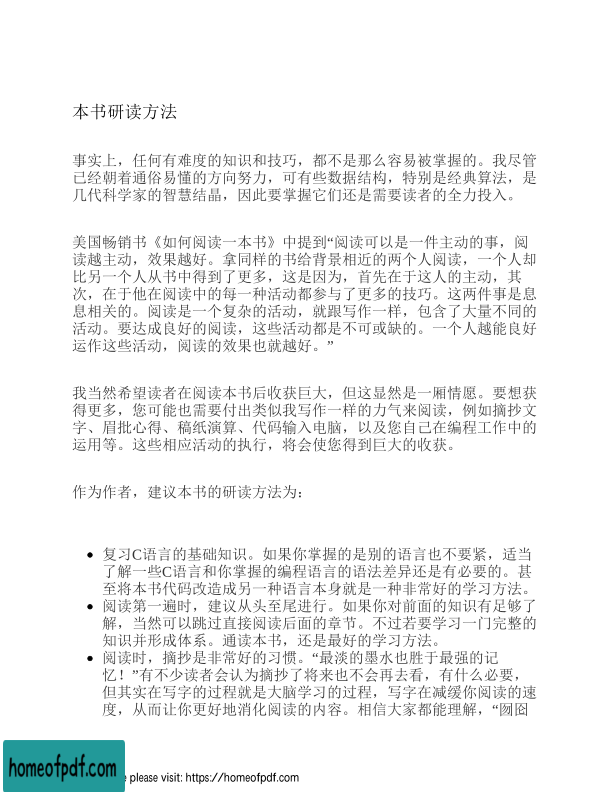 本书研读方法
事实上，任何有难度的知识和技巧，都不是那么容易被掌握的。我尽管
已经朝着通俗易懂的方向努力，可有些数据结构，特别是经典算法，是
几代科学家的智慧结晶，因此要掌握它们还是需要读者的全力投入。
美国畅销书《如何阅读一本书》中提到“阅读可以是一件主动的事，阅
读越主动，效果越好。拿同样的书给背景相近的两个人阅读，一个人却
比另一个人从书中得到了更多，这是因为，首先在于这人的主动，其
次，在于他在阅读中的每一种活动都参与了更多的技巧。这两件事是息
息相关的。阅读是一个复杂的活动，就跟写作一样，包含了大量不同的
活动。要达成良好的阅读，这些活动都是不可或缺的。一个人越能良好
运作这些活动，阅读的效果也就越好。”
我当然希望读者在阅读本书后收获巨大，但这显然是一厢情愿。要想获
得更多，您可能也需要付出类似我写作一样的力气来阅读，例如摘抄文
字、眉批心得、稿纸演算、代码输入电脑，以及您自己在编程工作中的
运用等。这些相应活动的执行，将会使您得到巨大的收获。
作为作者，建议本书的研读方法为：
• 复习C语言的基础知识。如果你掌握的是别的语言也不要紧，适当
了解一些C语言和你掌握的编程语言的语法差异还是有必要的。甚
至将本书代码改造成另一种语言本身就是一种非常好的学习方法。
• 阅读第一遍时，建议从头至尾进行。如果你对前面的知识有足够了
解，当然可以跳过直接阅读后面的章节。不过若要学习一门完整的
知识并形成体系。通读本书，还是最好的学习方法。
• 阅读时，摘抄是非常好的习惯。“最淡的墨水也胜于最强的记
忆！”有不少读者会认为摘抄了将来也不会再去看，有什么必要，
但其实在写字的过程就是大脑学习的过程，写字在减缓你阅读的速
度，从而让你更好地消化阅读的内容。相信大家都能理解，“囫囵
homeofpdf.com
e please visit: https://homeofpdf.com